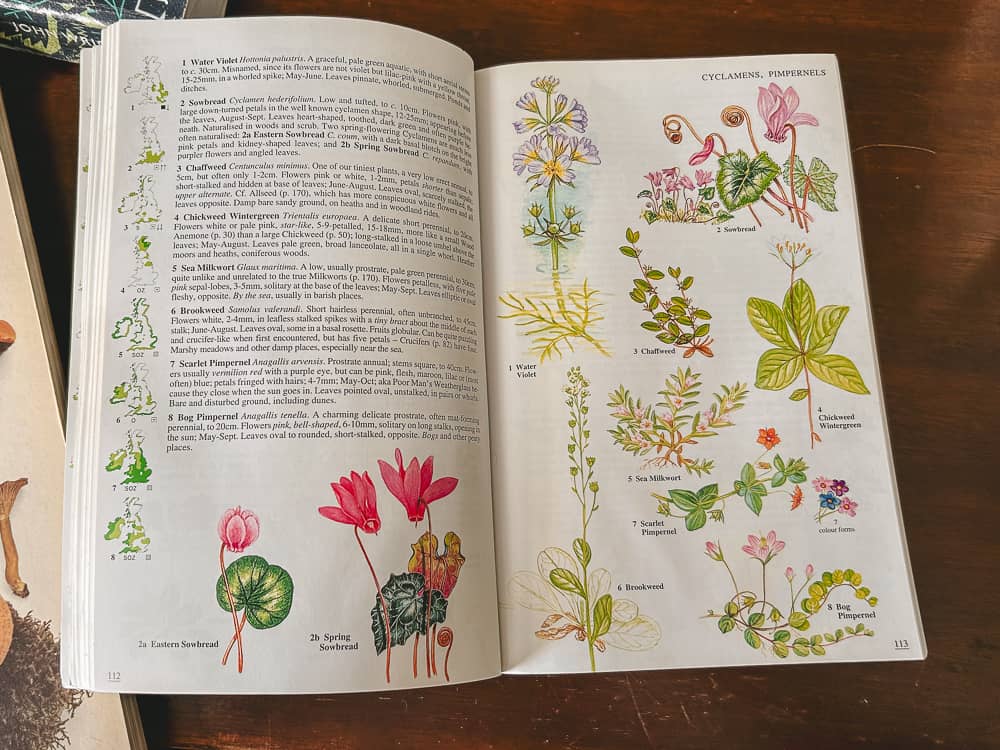 JOHN
1 Water Violet Hottonia palustris. A graceful, pale green aquatic, with short aerial stems
to c. 30cm. Misnamed, since its flowers are not violet but lilac-pink with a yellow throat,
15-25mm, in a whorled spike; May-June. Leaves pinnate, whorled, submerged. Ponds and
ditches.
2 Sowbread Cyclamen hederifolium. Low and tufted, to c. 10cm. Flowers pink, with
large down-turned petals in the well known cyclamen shape, 12-25mm; appearing before
the leaves, August-Sept. Leaves heart-shaped, toothed, dark green and often purple be-
neath. Naturalised in woods and scrub. Two spring-flowering Cyclamens are much less
often naturalised: 2a Eastern Sowbread C. coum, with a dark basal blotch on the bright
pink petals and kidney-shaped leaves; and 2b Spring Sowbread C. repandum, with
purpler flowers and angled leaves.
3 Chaffweed Centunculus minimus. One of our tiniest plants, a very low erect annual, to
5cm, but often only 1-2cm. Flowers pink or white, 1-2mm, petals shorter than sepals,
short-stalked and hidden at base of leaves; June-August. Leaves oval, scarcely stalked, the
upper alternate. Cf. Allseed (p. 170), which has more conspicuous white flowers and all
leaves opposite. Damp bare sandy ground, on heaths and in woodland rides.
4 Chickweed Wintergreen Trientalis europaea. A delicate short perennial, to 20cm.
Flowers white or pale pink, star-like, 5-9-petalled, 15-18mm, more like a small Wood
Anemone (p. 30) than a large Chickweed (p. 50); long-stalked in a loose umbel above the
leaves; May-August. Leaves pale green, broad lanceolate, all in a single whorl. Heather
moors and heaths, coniferous woods.
5 Sea Milkwort Glaux maritima. A low, usually prostrate, pale green perennial, to 30cm,
quite unlike and unrelated to the true Milkworts (p. 170). Flowers petalless, with five pale
pink sepal-lobes, 3-5mm, solitary at the base of the leaves; May-Sept. Leaves elliptic or oval
fleshy, opposite. By the sea, usually in barish places.
6 Brookweed Samolus valerandi. Short hairless perennial, often unbranched, to 45cm.
Flowers white, 2-4mm, in leafless stalked spikes with a tiny bract about the middle of each
stalk; June-August. Leaves oval, some in a basal rosette. Fruits globular. Can be quite puzzling
and crucifer-like when first encountered, but has five petals – Crucifers (p. 82) have four.
Marshy meadows and other damp places, especially near the sea.
7 Scarlet Pimpernel Anagallis arvensis. Prostrate annual; stems square, to 40cm. Flow-
ers usually vermilion red with a purple eye, but can be pink, flesh, maroon, lilac or (most
often) blue; petals fringed with hairs; 4-7mm; May-Oct; aka Poor Man's Weatherglass be-
cause they close when the sun goes in. Leaves pointed oval, unstalked, in pairs or whorls.
Bare and disturbed ground, including dunes.
8 Bog Pimpernel Anagallis tenella. A charming delicate prostrate, often mat-forming
perennial, to 20cm. Flowers pink, bell-shaped, 6-10mm, solitary on long stalks, opening in
the sun; May-Sept. Leaves oval to rounded, short-stalked, opposite. Bogs and other peaty
places.
1
2
3 S
4 OZ
5 SOZ
6 O
7 SOZ
8 SOZ
2a Eastern Sowbread
2b Spring
Sowbread
112
CYCLAMENS, PIMPERNELS
2 Sowbread
3 Chaffweed
1 Water
Violet
4
Chickweed
Wintergreen
5 Sea Milkwort
7 Scarlet
Pimpernel
7
colour forms
6 Brookweed
8 Bog
Pimpernel
113